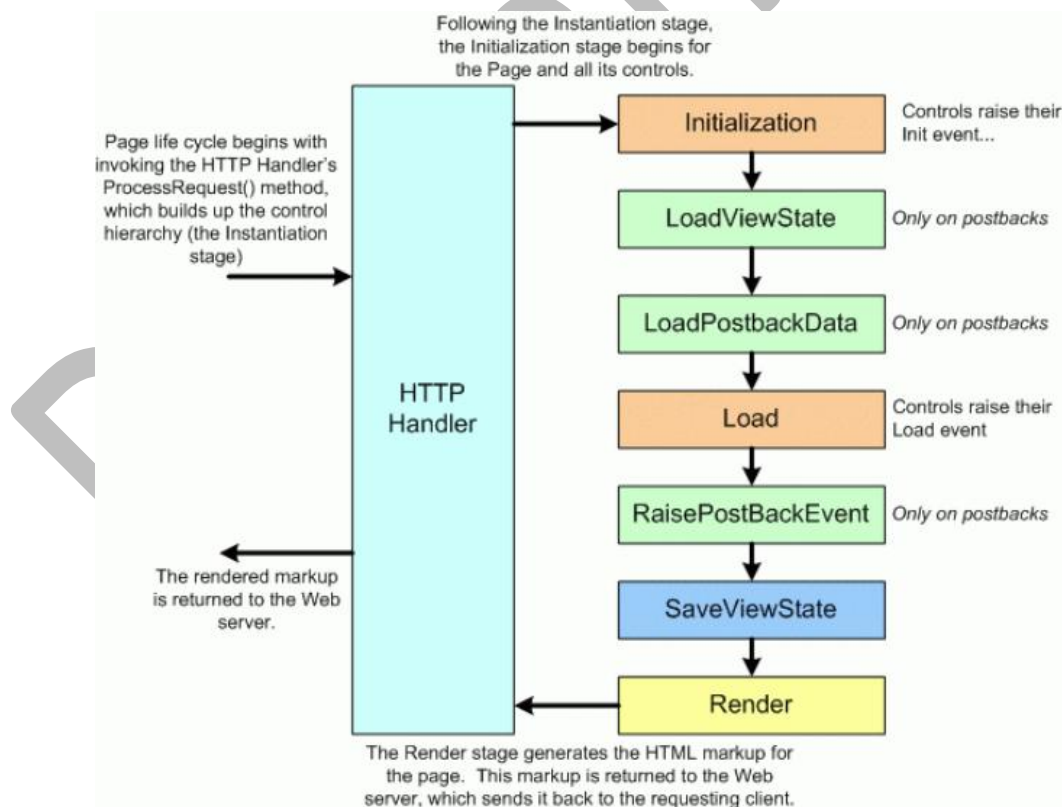 Following the Instantiation stage,
the Initialization stage begins for
the Page and all its controls.
Page life cycle begins with
invoking the HTTP Handler's
ProcessRequest() method,
which builds up the control
hierarchy (the Instantiation
stage)
HTTP
Handler
The rendered markup
is returned to the Web
server.
Initialization
Controls raise their
Init event...
LoadViewState
Only on postbacks
LoadPostbackData
Only on postbacks
Load
Controls raise their
Load event
RaisePostBackEvent
Only on postbacks
SaveViewState
Render
The Render stage generates the HTML markup for
the page. This markup is returned to the Web
server, which sends it back to the requesting client.